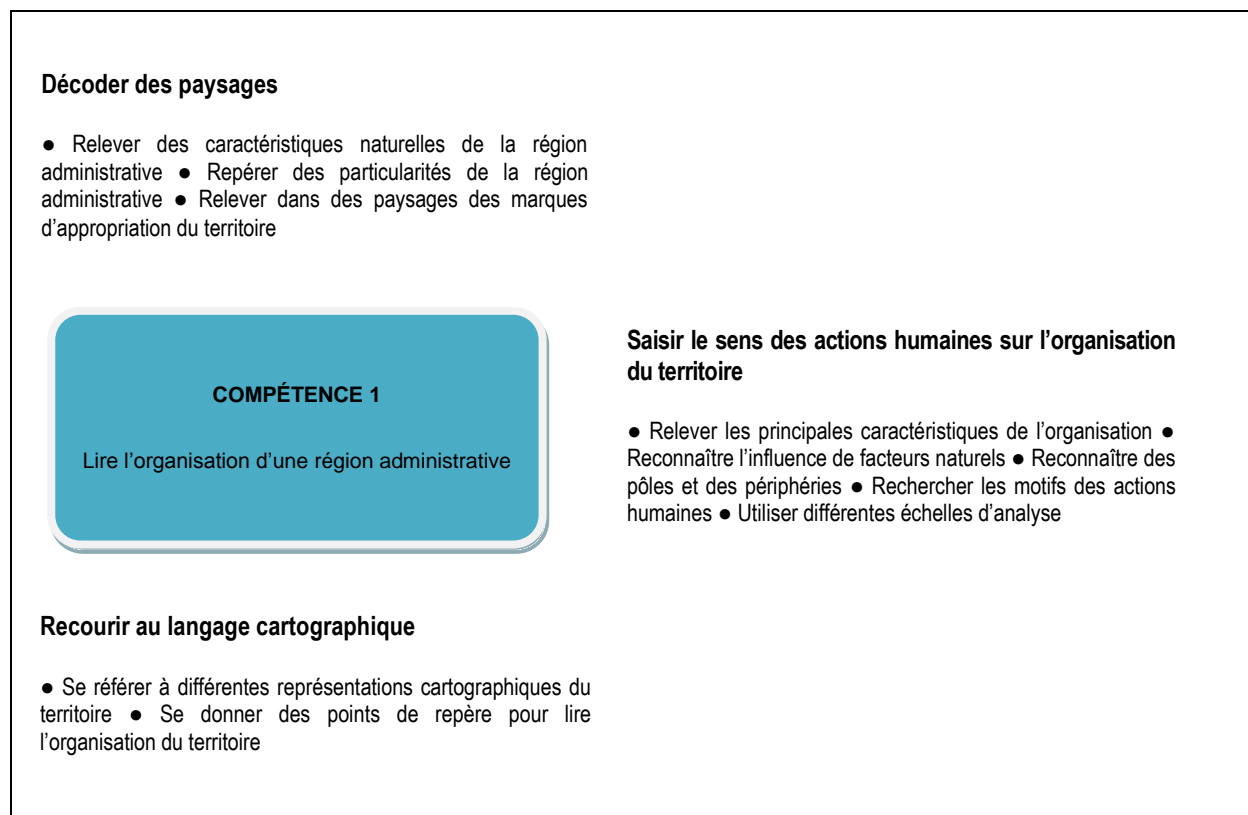 Décoder des paysages
● Relever des caractéristiques naturelles de la région
administrative ● Repérer des particularités de la région
administrative ● Relever dans des paysages des marques
d’appropriation du territoire
COMPÉTENCE 1
Lire l’organisation d’une région administrative
Saisir le sens des actions humaines sur l’organisation
du territoire
● Relever les principales caractéristiques de l’organisation ●
Reconnaître l’influence de facteurs naturels ● Reconnaître des
pôles et des périphéries ● Rechercher les motifs des actions
humaines ● Utiliser différentes échelles d’analyse
Recourir au langage cartographique
● Se référer à différentes représentations cartographiques du
territoire ● Se donner des points de repère pour lire
l’organisation du territoire